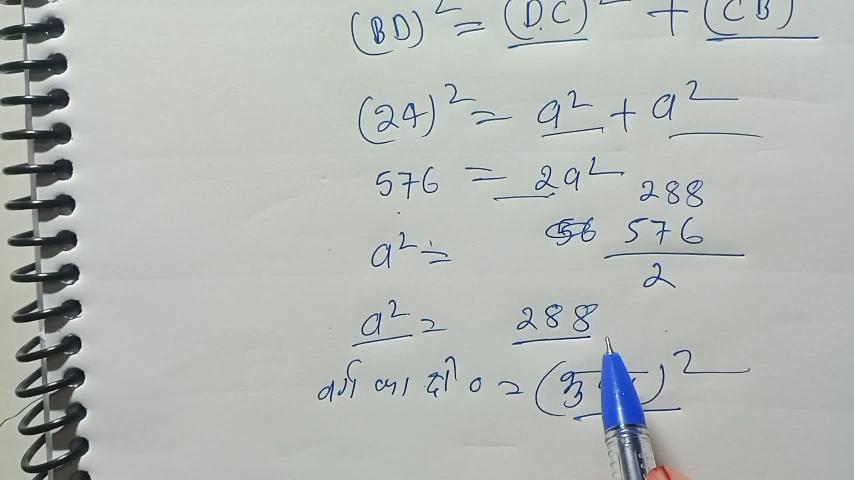 (BD)² = (DC)² + (CB)
(24)² = a² + a²
576 = 2a²
288
a² = 576
2
a² = 288
वर्ग का क्षे० = ( )²